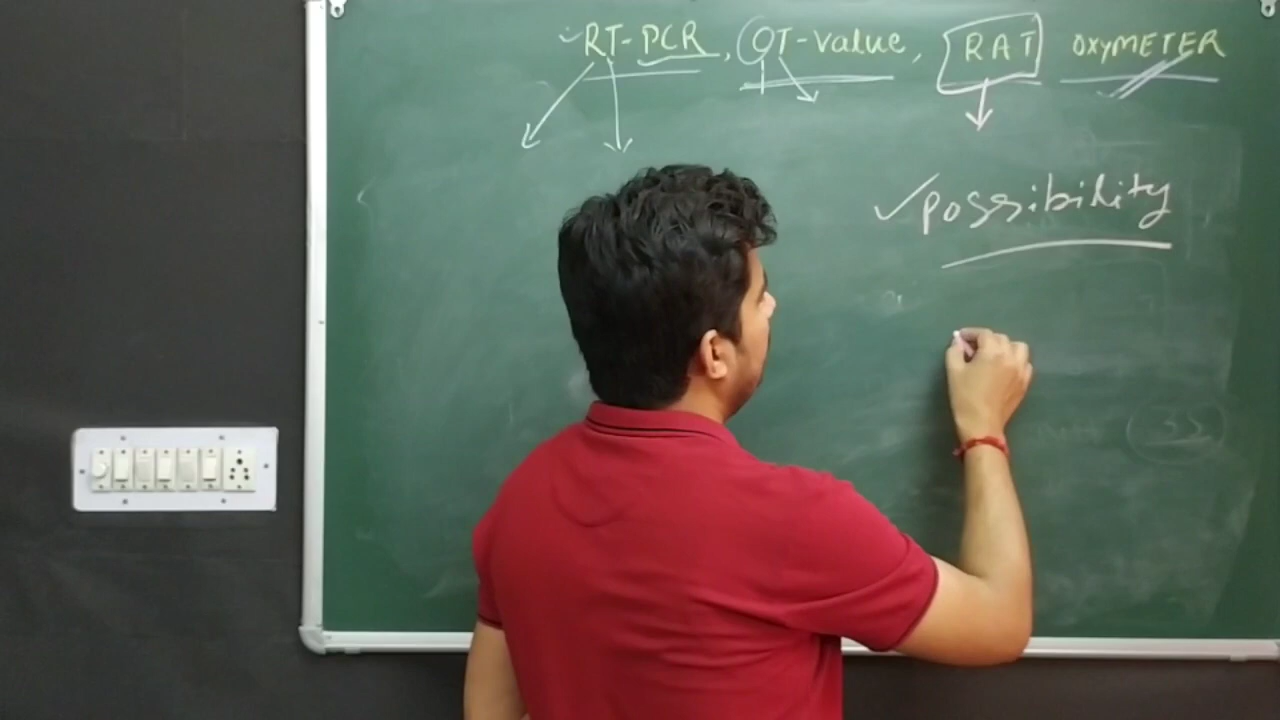 RT-PCR, CT-Value, RAT OXYMETER
✓ possibility